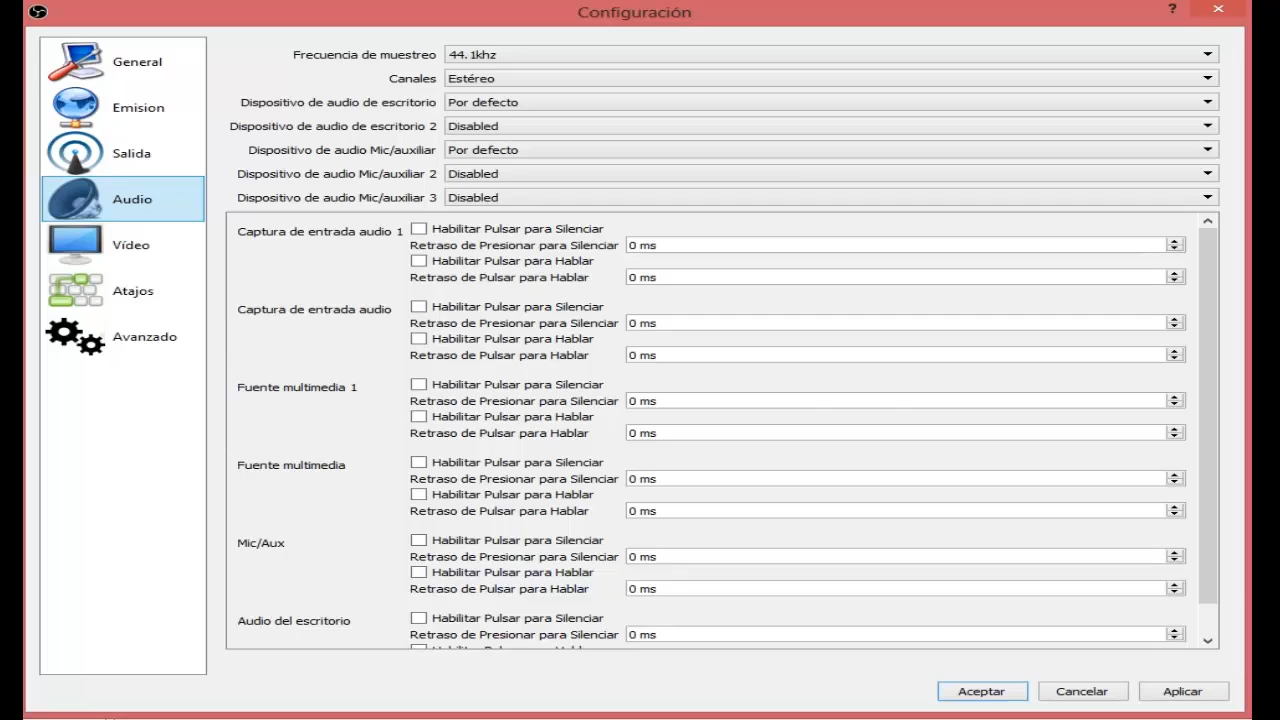 Configuración
?
General
Emision
Salida
Audio
Vídeo
Atajos
Avanzado
Frecuencia de muestreo 44.1khz
Canales Estéreo
Dispositivo de audio de escritorio Por defecto
Dispositivo de audio de escritorio 2 Disabled
Dispositivo de audio Mic/auxiliar Por defecto
Dispositivo de audio Mic/auxiliar 2 Disabled
Dispositivo de audio Mic/auxiliar 3 Disabled
Captura de entrada audio 1 Habilitar Pulsar para Silenciar
Retraso de Presionar para Silenciar 0 ms
Habilitar Pulsar para Hablar
Retraso de Pulsar para Hablar 0 ms
Captura de entrada audio Habilitar Pulsar para Silenciar
Retraso de Presionar para Silenciar 0 ms
Habilitar Pulsar para Hablar
Retraso de Pulsar para Hablar 0 ms
Fuente multimedia 1 Habilitar Pulsar para Silenciar
Retraso de Presionar para Silenciar 0 ms
Habilitar Pulsar para Hablar
Retraso de Pulsar para Hablar 0 ms
Fuente multimedia Habilitar Pulsar para Silenciar
Retraso de Presionar para Silenciar 0 ms
Habilitar Pulsar para Hablar
Retraso de Pulsar para Hablar 0 ms
Mic/Aux Habilitar Pulsar para Silenciar
Retraso de Presionar para Silenciar 0 ms
Habilitar Pulsar para Hablar
Retraso de Pulsar para Hablar 0 ms
Audio del escritorio Habilitar Pulsar para Silenciar
Retraso de Presionar para Silenciar 0 ms
Aceptar Cancelar Aplicar